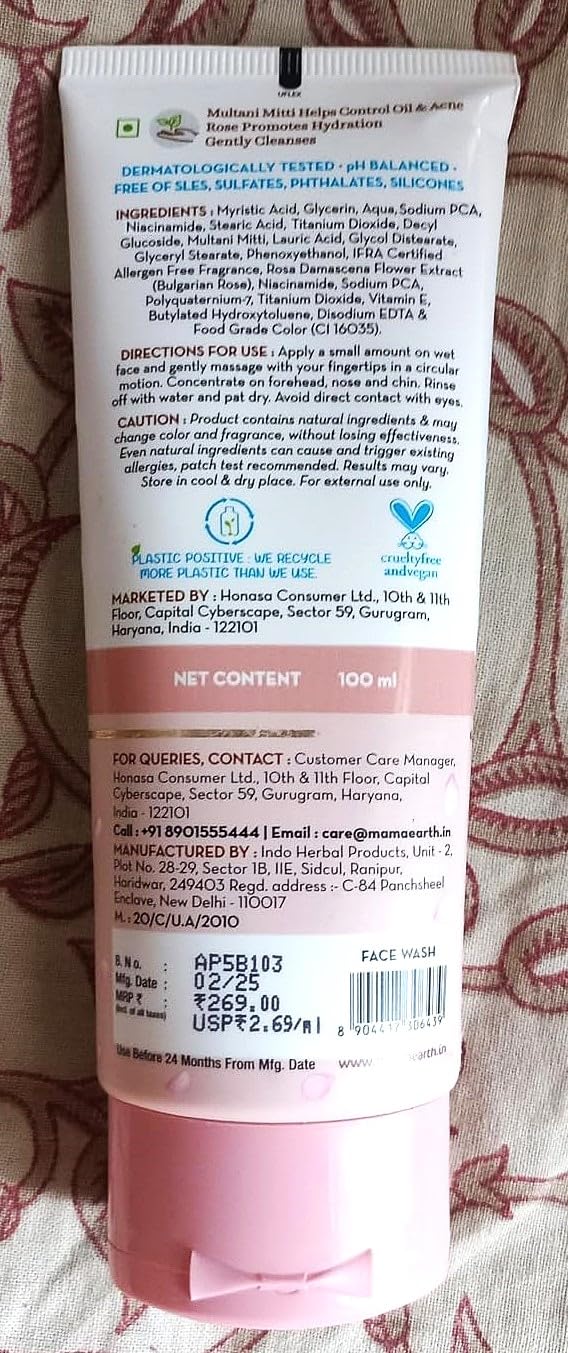 UFLEX
Multani Mitti Helps Control Oil & Acne
Rose Promotes Hydration
Gently Cleanses
DERMATOLOGICALLY TESTED · pH BALANCED ·
FREE OF SLES, SULFATES, PHTHALATES, SILICONES
INGREDIENTS : Myristic Acid, Glycerin, Aqua, Sodium PCA,
Niacinamide, Stearic Acid, Titanium Dioxide, Decyl
Glucoside, Multani Mitti, Lauric Acid, Glycol Distearate,
Glyceryl Stearate, Phenoxyethanol, IFRA Certified
Allergen Free Fragrance, Rosa Damascena Flower Extract
(Bulgarian Rose), Niacinamide, Sodium PCA,
Polyquaternium-7, Titanium Dioxide, Vitamin E,
Butylated Hydroxytoluene, Disodium EDTA &
Food Grade Color (CI 16035).
DIRECTIONS FOR USE : Apply a small amount on wet
face and gently massage with your fingertips in a circular
motion. Concentrate on forehead, nose and chin. Rinse
off with water and pat dry. Avoid direct contact with eyes.
CAUTION : Product contains natural ingredients & may
change color and fragrance, without losing effectiveness.
Even natural ingredients can cause and trigger existing
allergies, patch test recommended. Results may vary.
Store in cool & dry place. For external use only.
PLASTIC POSITIVE : WE RECYCLE
MORE PLASTIC THAN WE USE.
crueltyfree
andvegan
MARKETED BY : Honasa Consumer Ltd., 10th & 11th
Floor, Capital Cyberscape, Sector 59, Gurugram,
Haryana, India - 122101
NET CONTENT 100 ml
FOR QUERIES, CONTACT : Customer Care Manager,
Honasa Consumer Ltd., 10th & 11th Floor, Capital
Cyberscape, Sector 59, Gurugram, Haryana,
India - 122101
Call : +91 8901555444 | Email : care@mamaearth.in
MANUFACTURED BY : Indo Herbal Products, Unit - 2,
Plot No. 28-29, Sector 1B, IIE, Sidcul, Ranipur,
Haridwar, 249403 Regd. address :- C-84 Panchsheel
Enclave, New Delhi - 110017
M. : 20/C/U.A/2010
B. No. : AP5B103
Mfg. Date : 02/25
MRP ₹ : ₹269.00
(Incl. of all taxes) USP₹2.69/ml
FACE WASH
8 904417 306439
Use Before 24 Months From Mfg. Date
www. earth.in